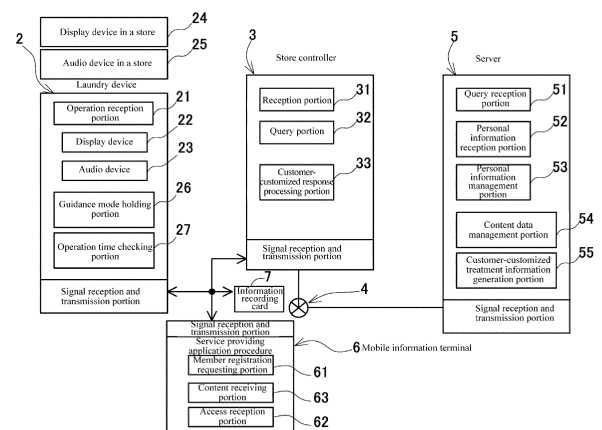 Display device in a store
24
Audio device in a store
25
2
Laundry device
Operation reception
portion
21
Display device
22
Audio device
23
Guidance mode holding
portion
26
Operation time checking
portion
27
Signal reception and
transmission portion
Store controller
3
Reception portion
31
Query portion
32
Customer-
customized response
processing portion
33
Signal reception and
transmission portion
7
Information
recording card
4
5
Server
Query reception
portion
51
Personal
information
reception portion
52
Personal
information
management
portion
53
Content data
management portion
54
Customer-customized
treatment information
generation portion
55
Signal reception and
transmission portion
Signal reception and
transmission portion
Service providing
application procedure
6 Mobile information terminal
Member registration
requesting portion
61
Content receiving
portion
63
Access reception
portion
62